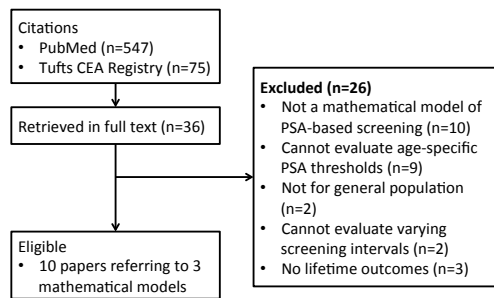 Citations
• PubMed (n=547)
• Tufts CEA Registry (n=75)
Retrieved in full text (n=36)
Excluded (n=26)
• Not a mathematical model of
PSA-based screening (n=10)
• Cannot evaluate age-specific
PSA thresholds (n=9)
• Not for general population
(n=2)
• Cannot evaluate varying
screening intervals (n=2)
• No lifetime outcomes (n=3)
Eligible
• 10 papers referring to 3
mathematical models